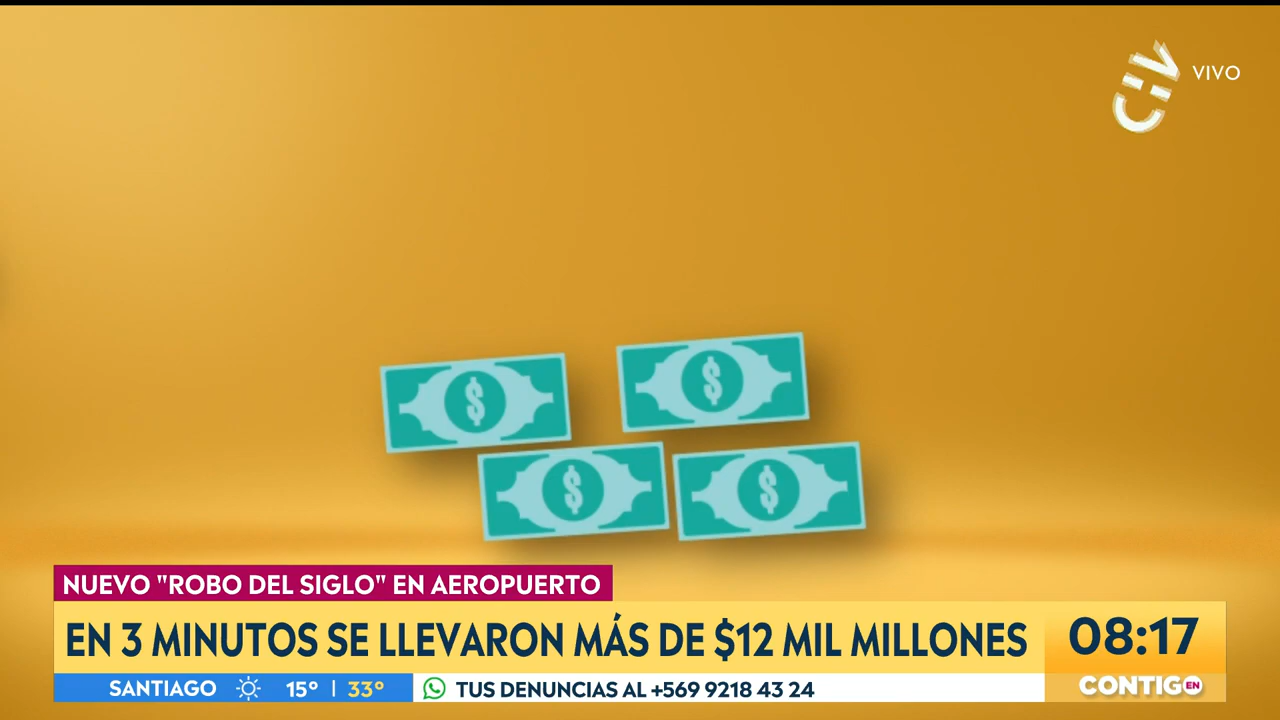 CHV VIVO
$ $
$ $
NUEVO "ROBO DEL SIGLO" EN AEROPUERTO
EN 3 MINUTOS SE LLEVARON MÁS DE $12 MIL MILLONES
08:17
SANTIAGO 15° | 33° TUS DENUNCIAS AL +569 9218 43 24
CONTIGO EN